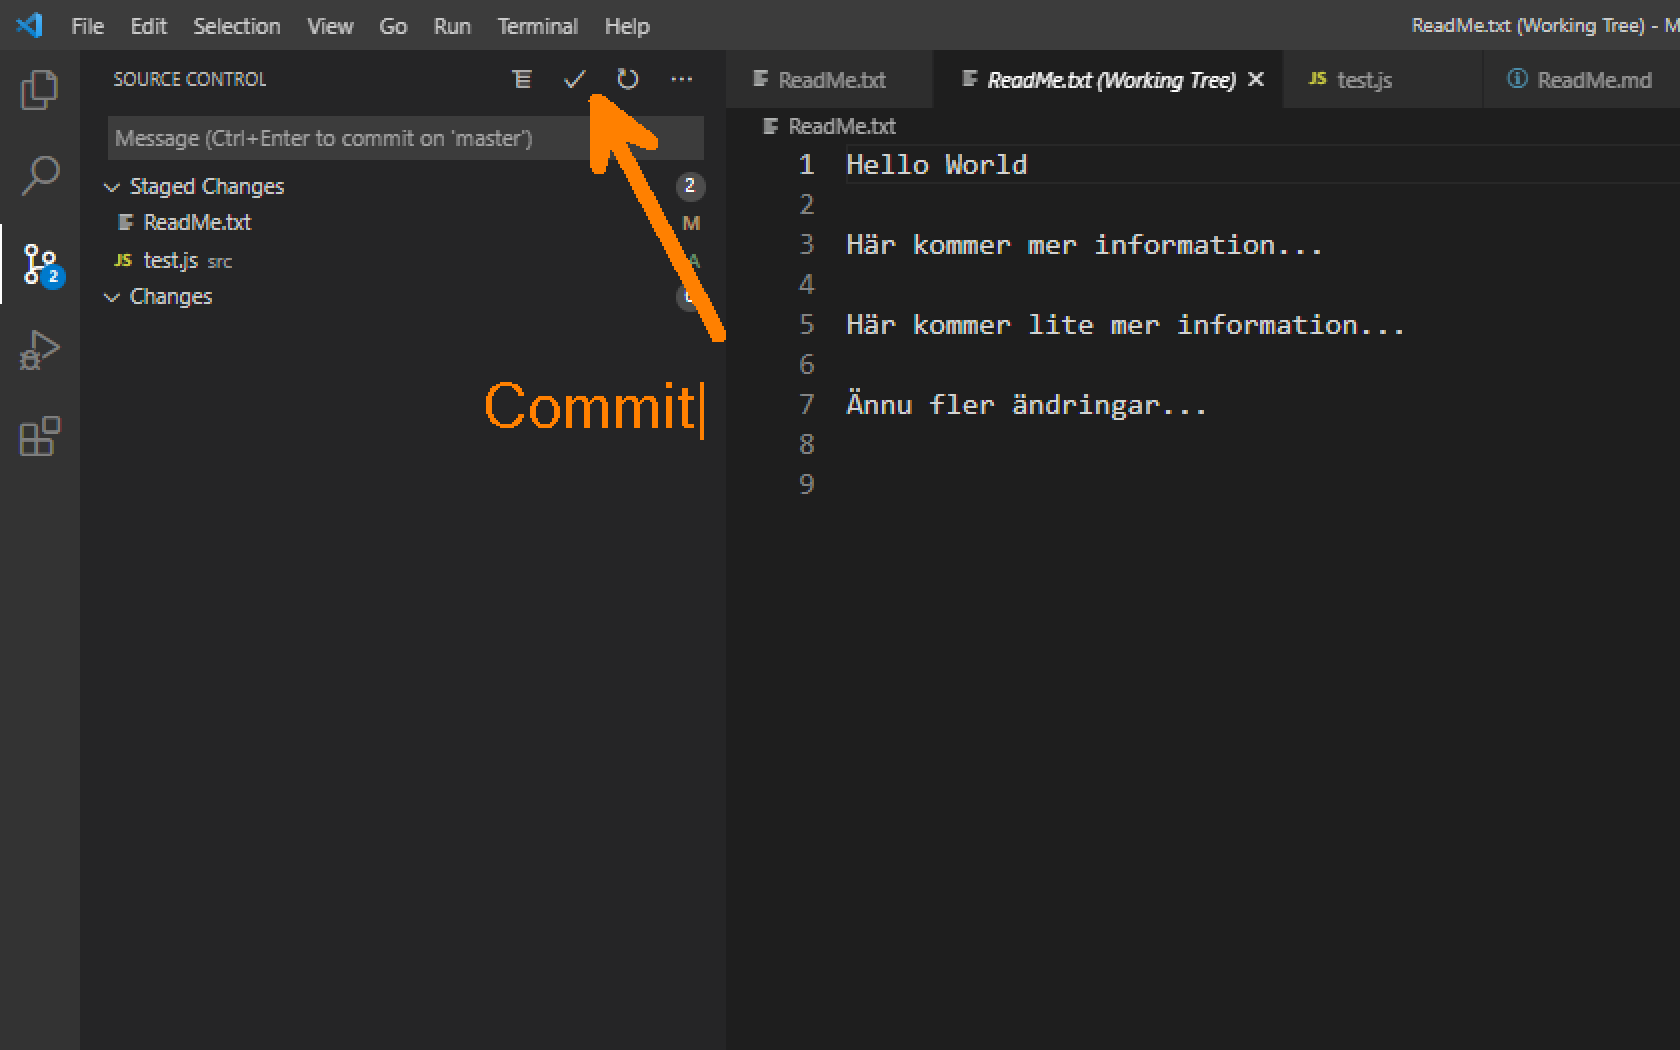 File Edit Selection View Go Run Terminal Help
ReadMe.txt (Working Tree) -
SOURCE CONTROL
Message (Ctrl+Enter to commit on 'master')
Staged Changes 2
ReadMe.txt M
JS test.js src A
Changes
2
Commit
ReadMe.txt
ReadMe.txt (Working Tree)
JS test.js
ReadMe.md
ReadMe.txt
1 Hello World
2
3 Här kommer mer information...
4
5 Här kommer lite mer information...
6
7 Ännu fler ändringar...
8
9